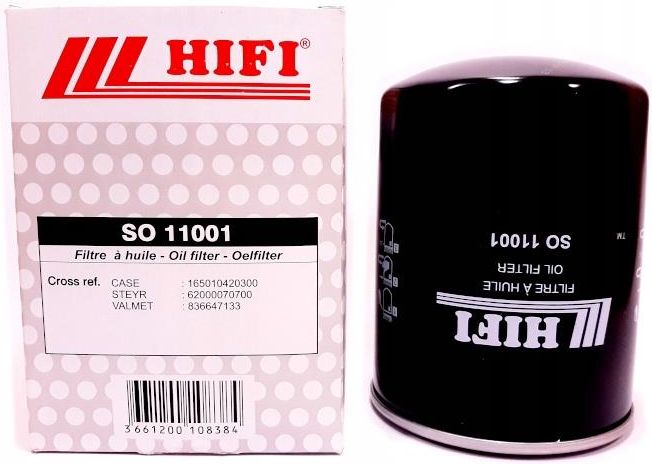 HIFI®
SO 11001
Filtre à huile - Oil filter - Oelfilter
Cross ref. CASE : 165010420300
STEYR : 62000070700
VALMET : 836647133
3661200 108384
HIFI
FILTRE À HUILE
OIL FILTER
SO 11001
TM